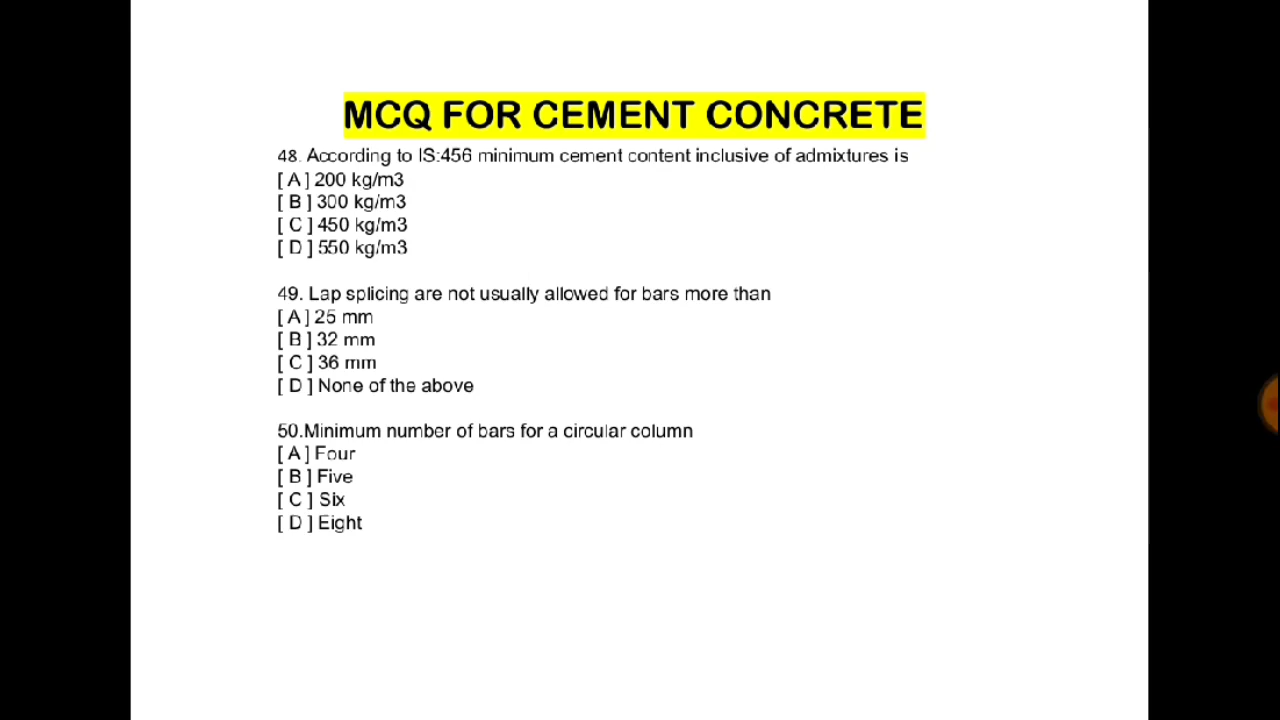 MCQ FOR CEMENT CONCRETE
48. According to IS:456 minimum cement content inclusive of admixtures is
[ A ] 200 kg/m3
[ B ] 300 kg/m3
[ C ] 450 kg/m3
[ D ] 550 kg/m3
49. Lap splicing are not usually allowed for bars more than
[ A ] 25 mm
[ B ] 32 mm
[ C ] 36 mm
[ D ] None of the above
50.Minimum number of bars for a circular column
[ A ] Four
[ B ] Five
[ C ] Six
[ D ] Eight